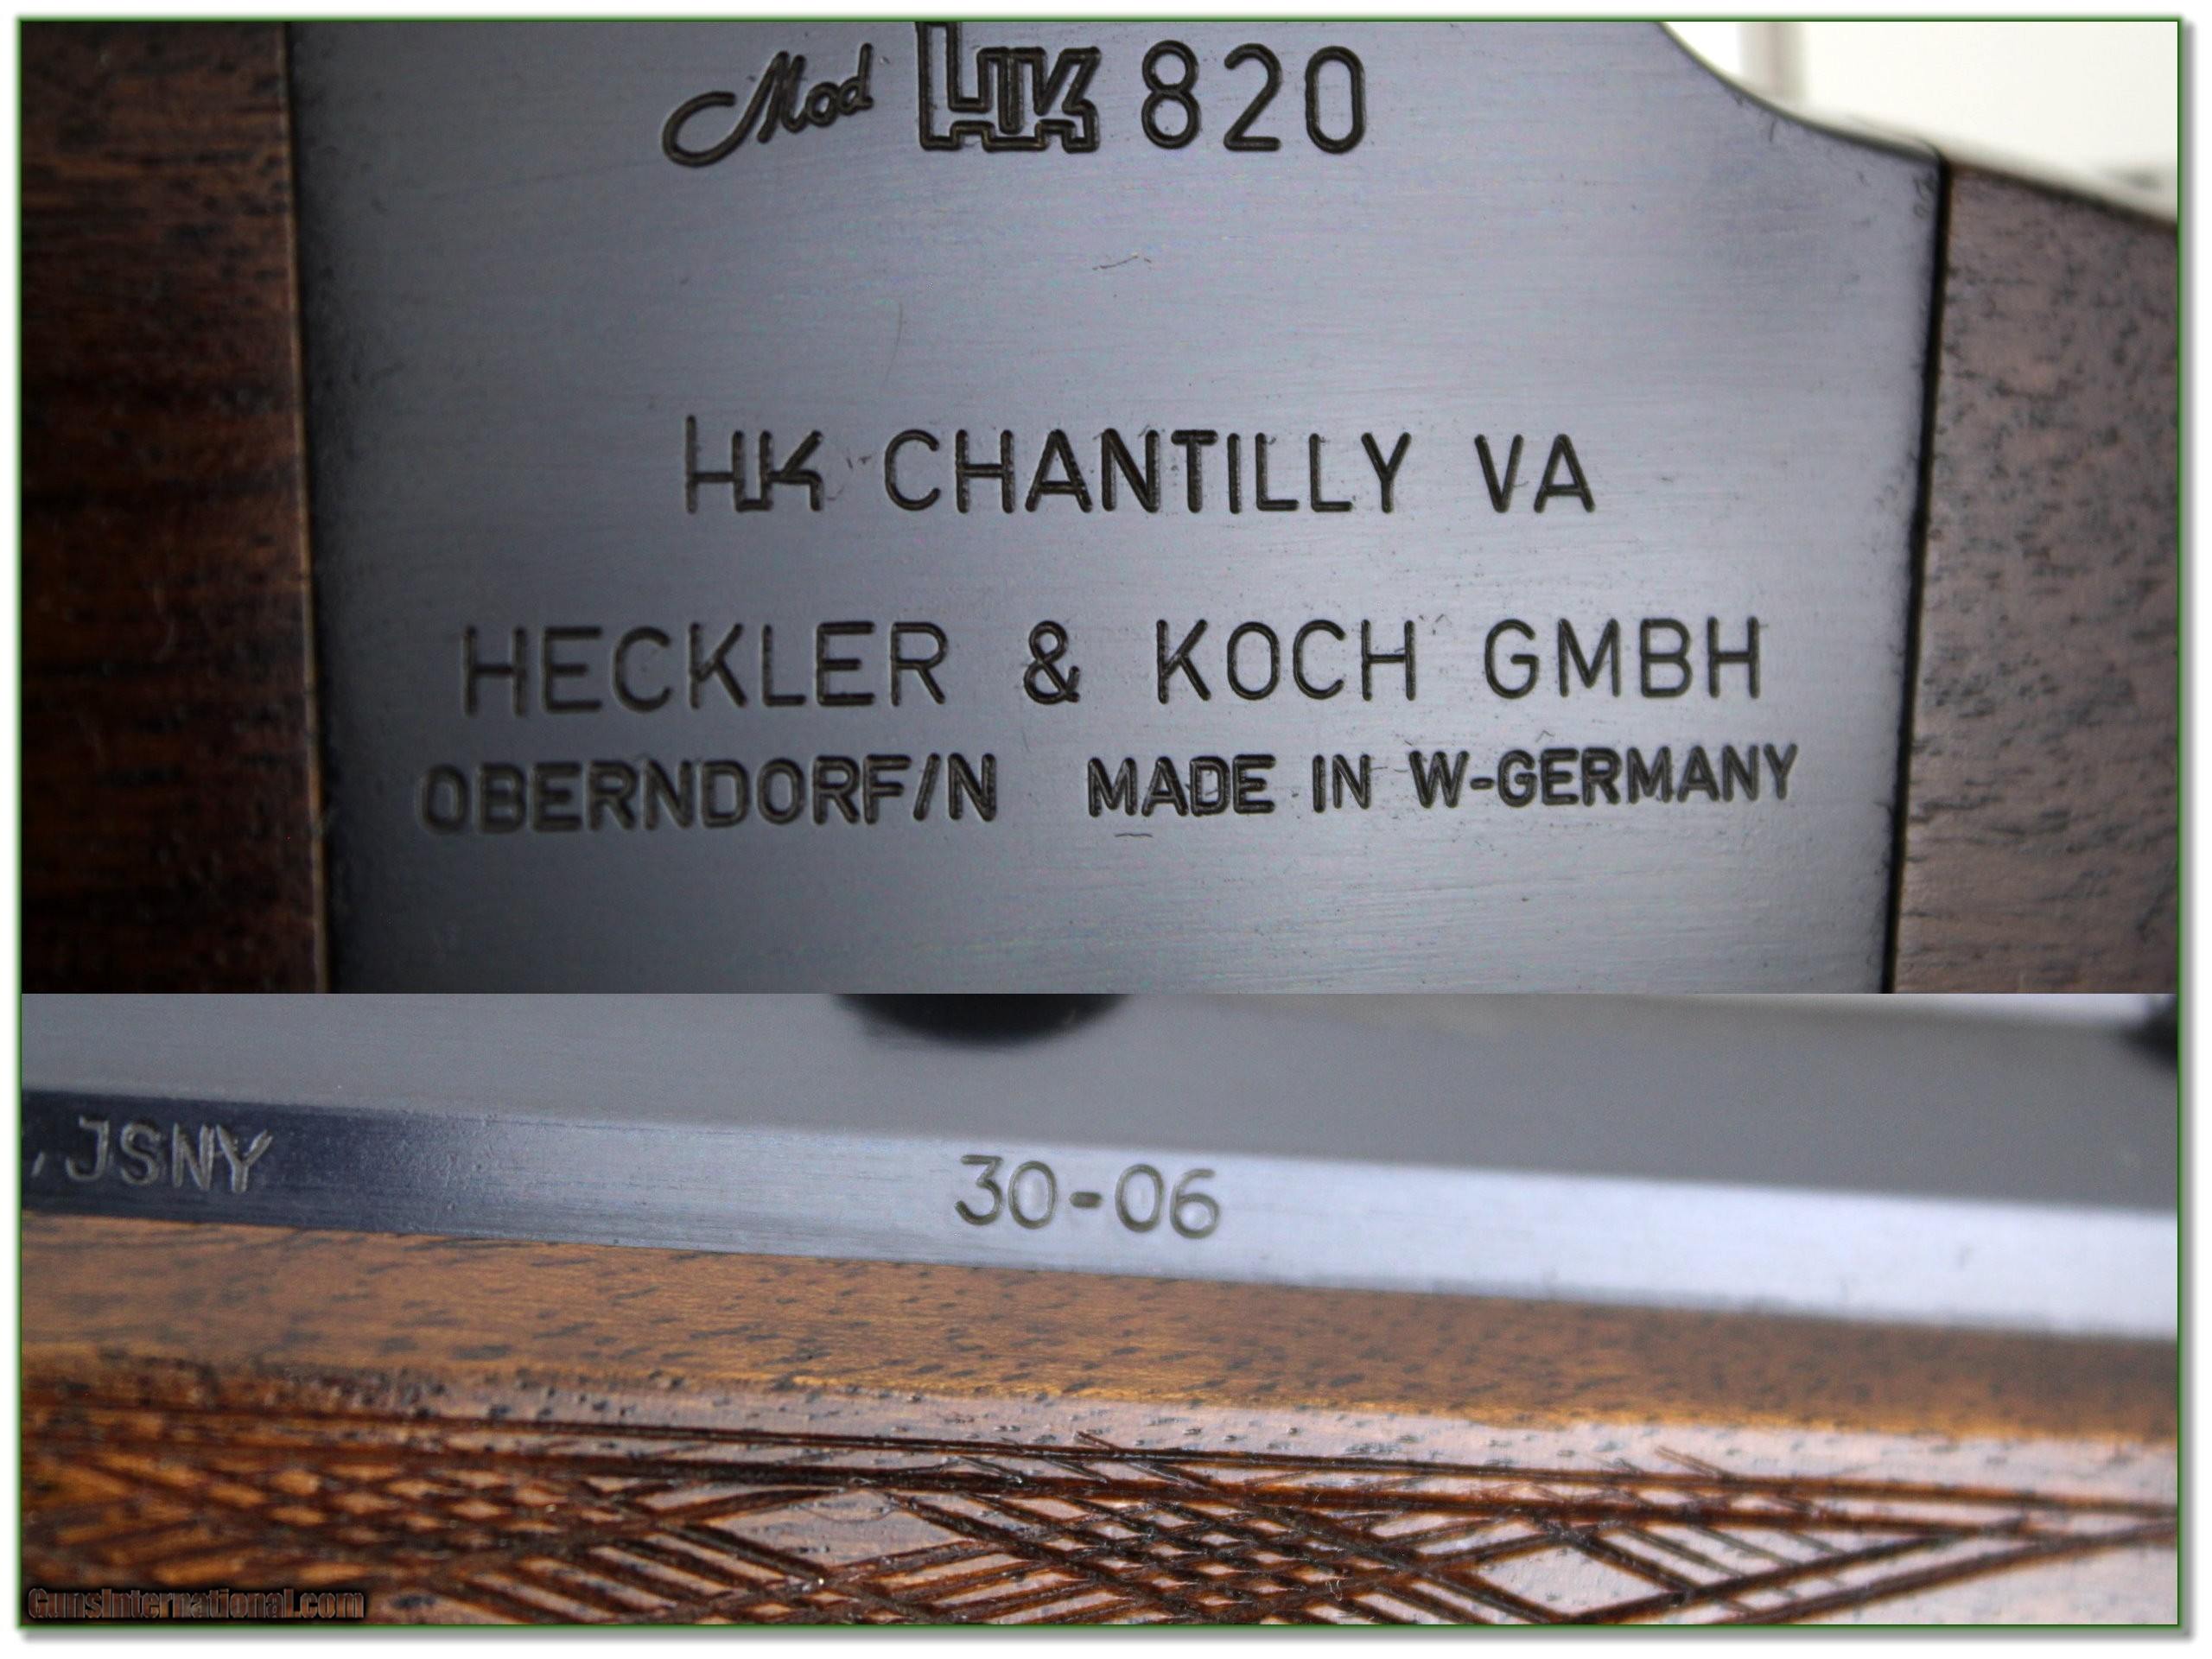 Mod HK 820
HK CHANTILLY VA
HECKLER & KOCH GMBH
OBERNDORF/N MADE IN W-GERMANY
, JSNY 30-06
GunsInternational.com